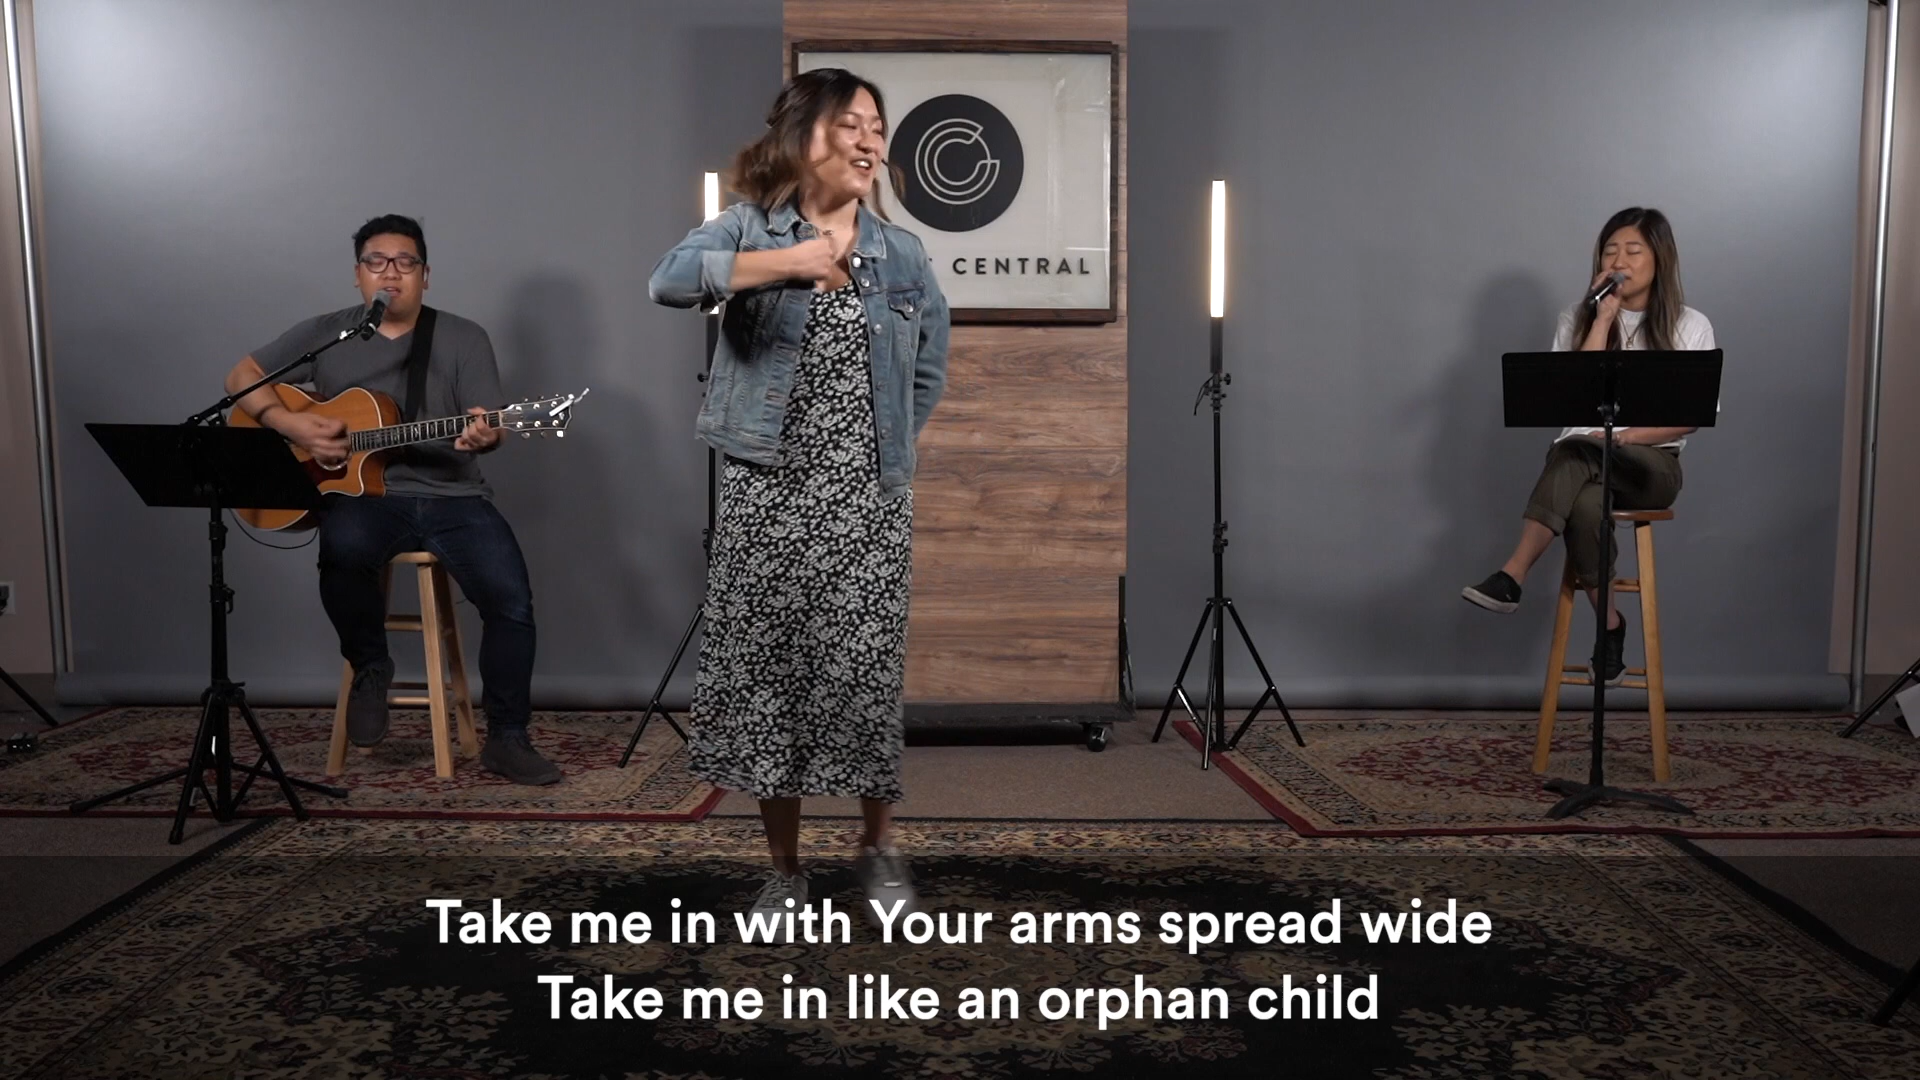 CENTRAL
Take me in with Your arms spread wide
Take me in like an orphan child